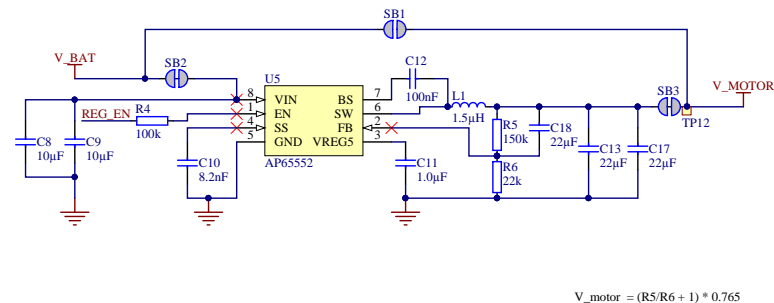 SB1
V_BAT
SB2
SB3
V_MOTOR
TP12
U5
C12
100nF
8 VIN
BS 7
REG_EN
R4
100k
1 EN
SW 6
L1
1.5µH
4 SS
FB 2
5 GND
VREG5 3
AP65552
C8
10µF
C9
10µF
C10
8.2nF
C11
1.0µF
R5
150k
R6
22k
C18
22µF
C13
22µF
C17
22µF
V_motor = (R5/R6 + 1) * 0.765